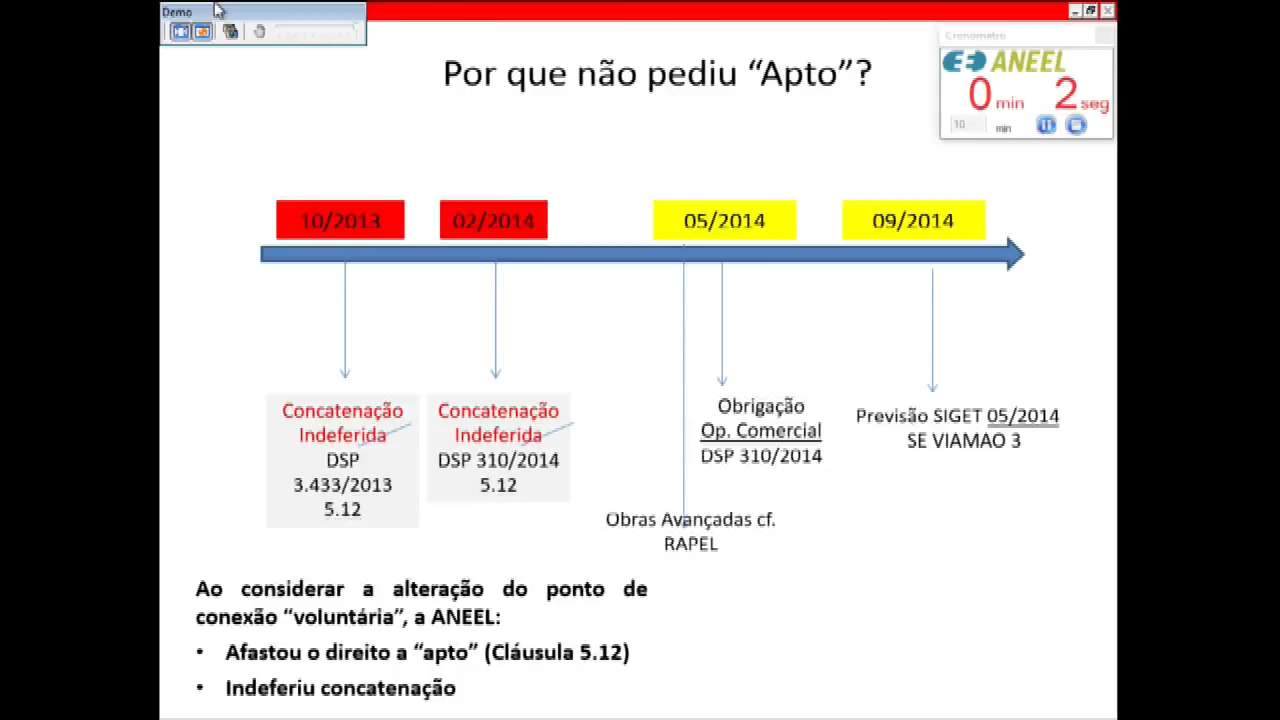 Demo
Cronometro
ANEEL
0 min 2 seg
10 min
Por que não pediu “Apto”?
10/2013
02/2014
05/2014
09/2014
Concatenação
Indeferida
DSP
3.433/2013
5.12
Concatenação
Indeferida
DSP 310/2014
5.12
Obrigação
Op. Comercial
DSP 310/2014
Previsão SIGET 05/2014
SE VIAMAO 3
Obras Avançadas cf.
RAPEL
Ao considerar a alteração do ponto de
conexão “voluntária”, a ANEEL:
• Afastou o direito a “apto” (Cláusula 5.12)
• Indeferiu concatenação